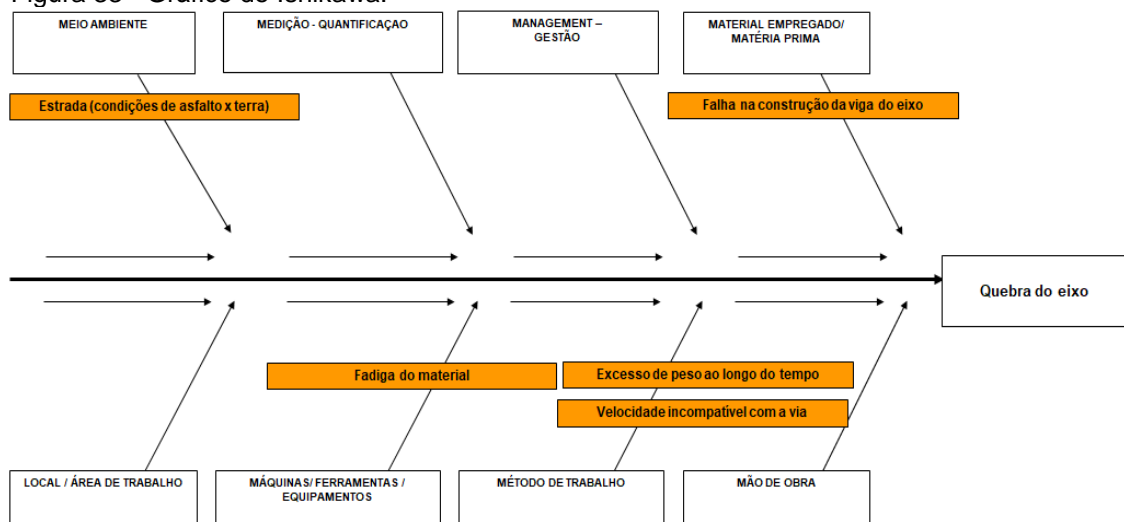 MEIO AMBIENTE
MEDIÇÃO - QUANTIFICAÇAO
MANAGEMENT –
GESTÃO
MATERIAL EMPREGADO/
MATÉRIA PRIMA
Estrada (condições de asfalto x terra)
Falha na construção da viga do eixo
Quebra do eixo
Fadiga do material
Excesso de peso ao longo do tempo
Velocidade incompatível com a via
LOCAL / ÁREA DE TRABALHO
MÁQUINAS/ FERRAMENTAS /
EQUIPAMENTOS
MÉTODO DE TRABALHO
MÃO DE OBRA